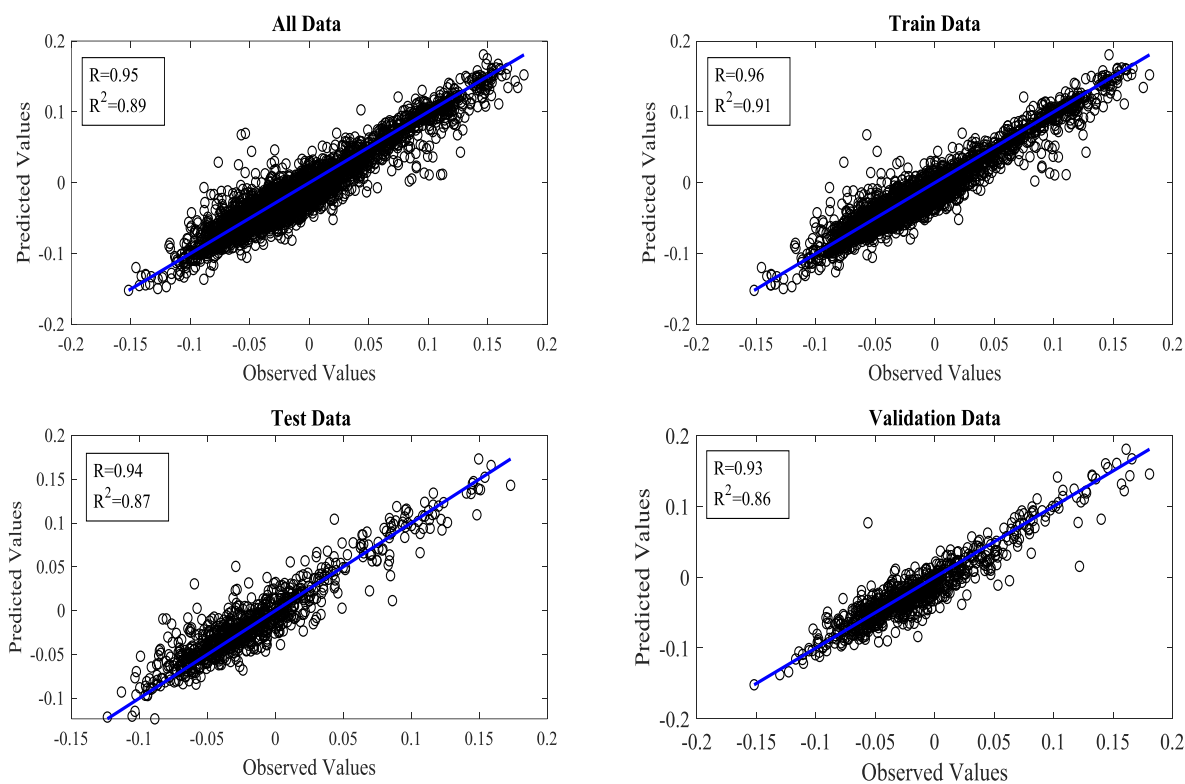 All Data
0.2
0.1
0
-0.1
-0.2
-0.2
-0.15
-0.1
-0.05
0
0.05
0.1
0.15
0.2
Predicted Values
Observed Values
R=0.95
R²=0.89
Train Data
0.2
0.1
0
-0.1
-0.2
-0.2
-0.15
-0.1
-0.05
0
0.05
0.1
0.15
0.2
Predicted Values
Observed Values
R=0.96
R²=0.91
Test Data
0.2
0.15
0.1
0.05
0
-0.05
-0.1
-0.15
-0.1
-0.05
0
0.05
0.1
0.15
0.2
Predicted Values
Observed Values
R=0.94
R²=0.87
Validation Data
0.2
0.1
0
-0.1
-0.2
-0.2
-0.15
-0.1
-0.05
0
0.05
0.1
0.15
0.2
Predicted Values
Observed Values
R=0.93
R²=0.86